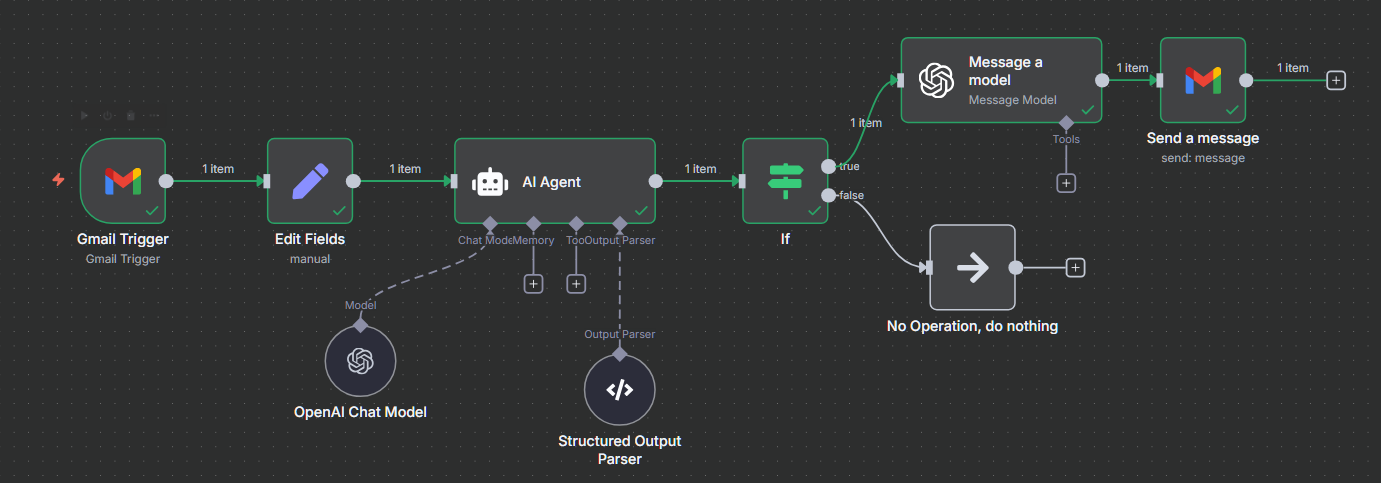 Message a
model
Message Model
1 item
1 item
Send a message
send: message
1 item
Tools
1 item
1 item
AI Agent
1 item
true
false
Gmail Trigger
Gmail Trigger
Edit Fields
manual
Chat Mode
Memory
Too
Output Parser
If
Model
Output Parser
No Operation, do nothing
OpenAI Chat Model
Structured Output
Parser